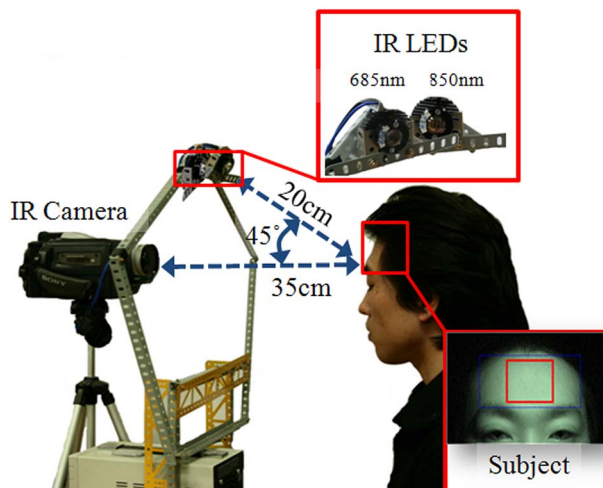 IR LEDs
685nm 850nm
IR Camera
20cm
45°
35cm
SONY
Subject